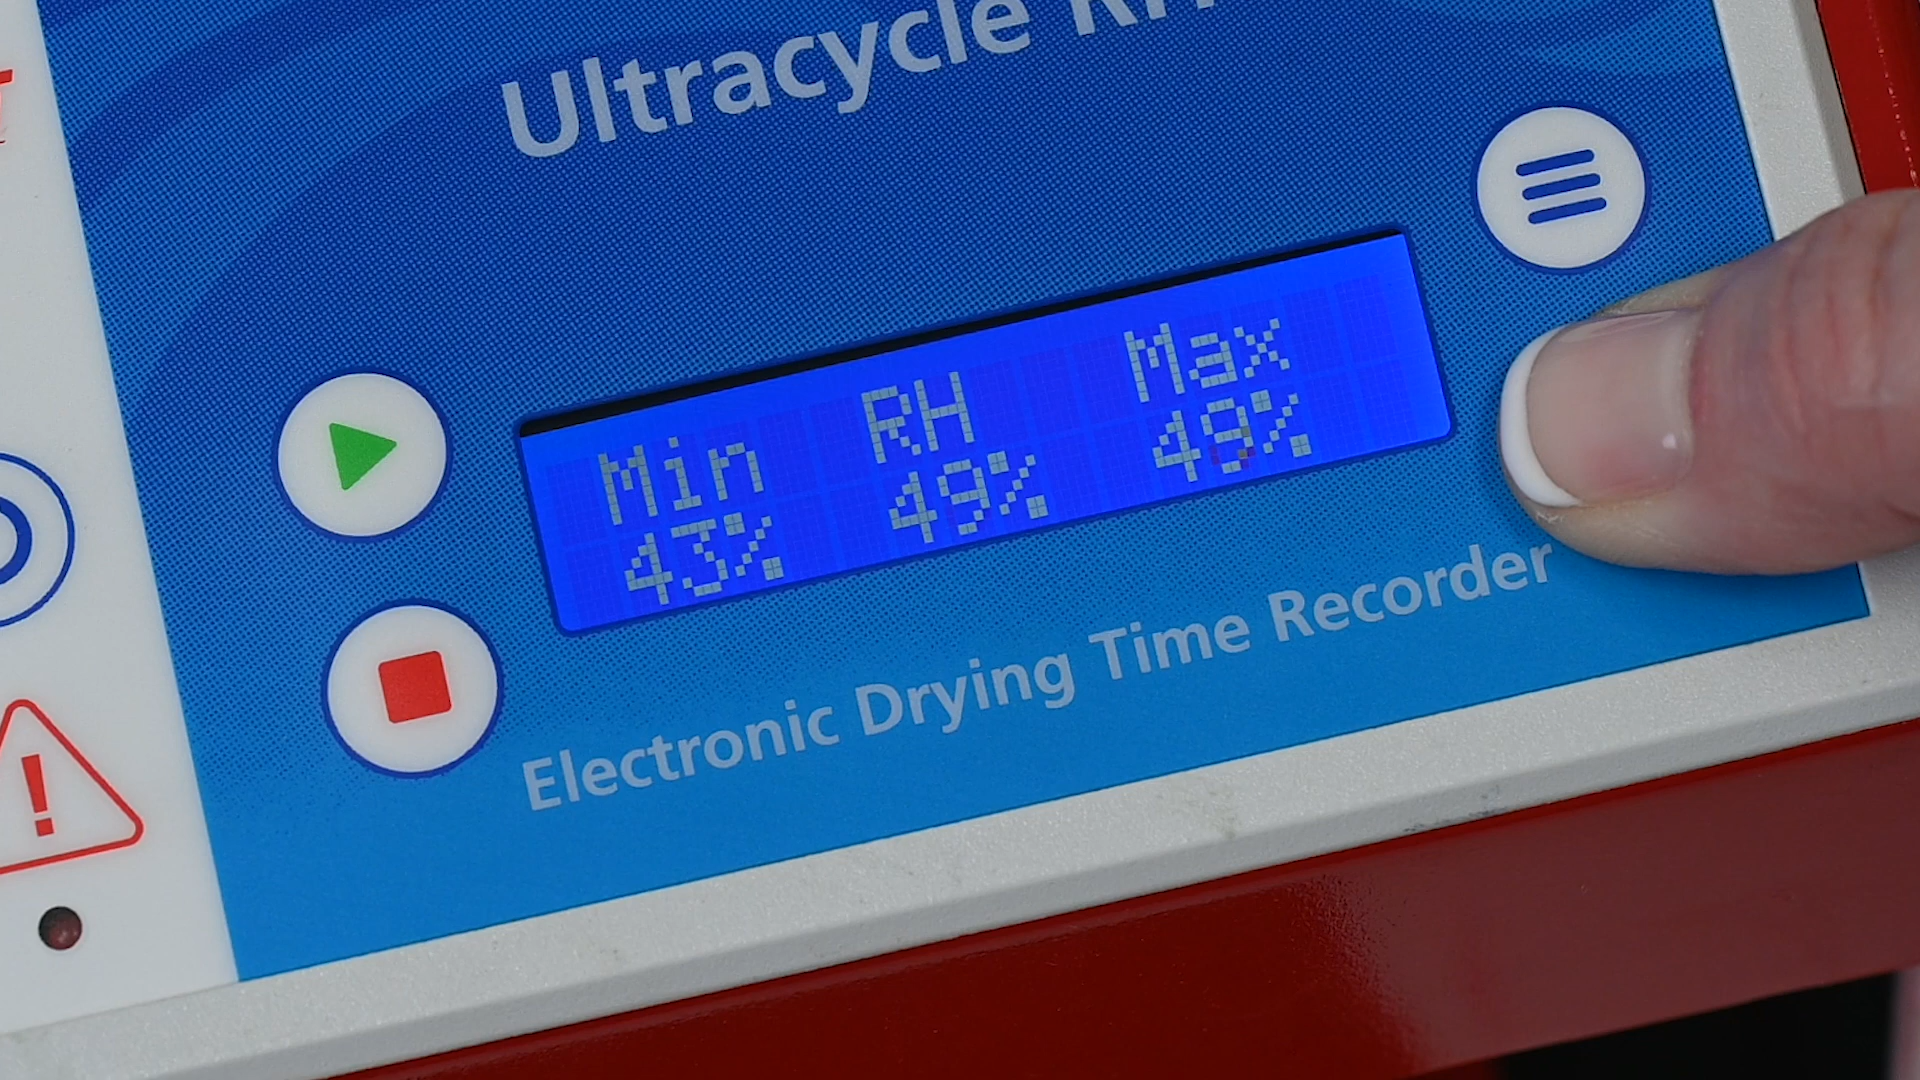 Ultracycle
Min RH Max
43% 49% 49%
Electronic Drying Time Recorder
!